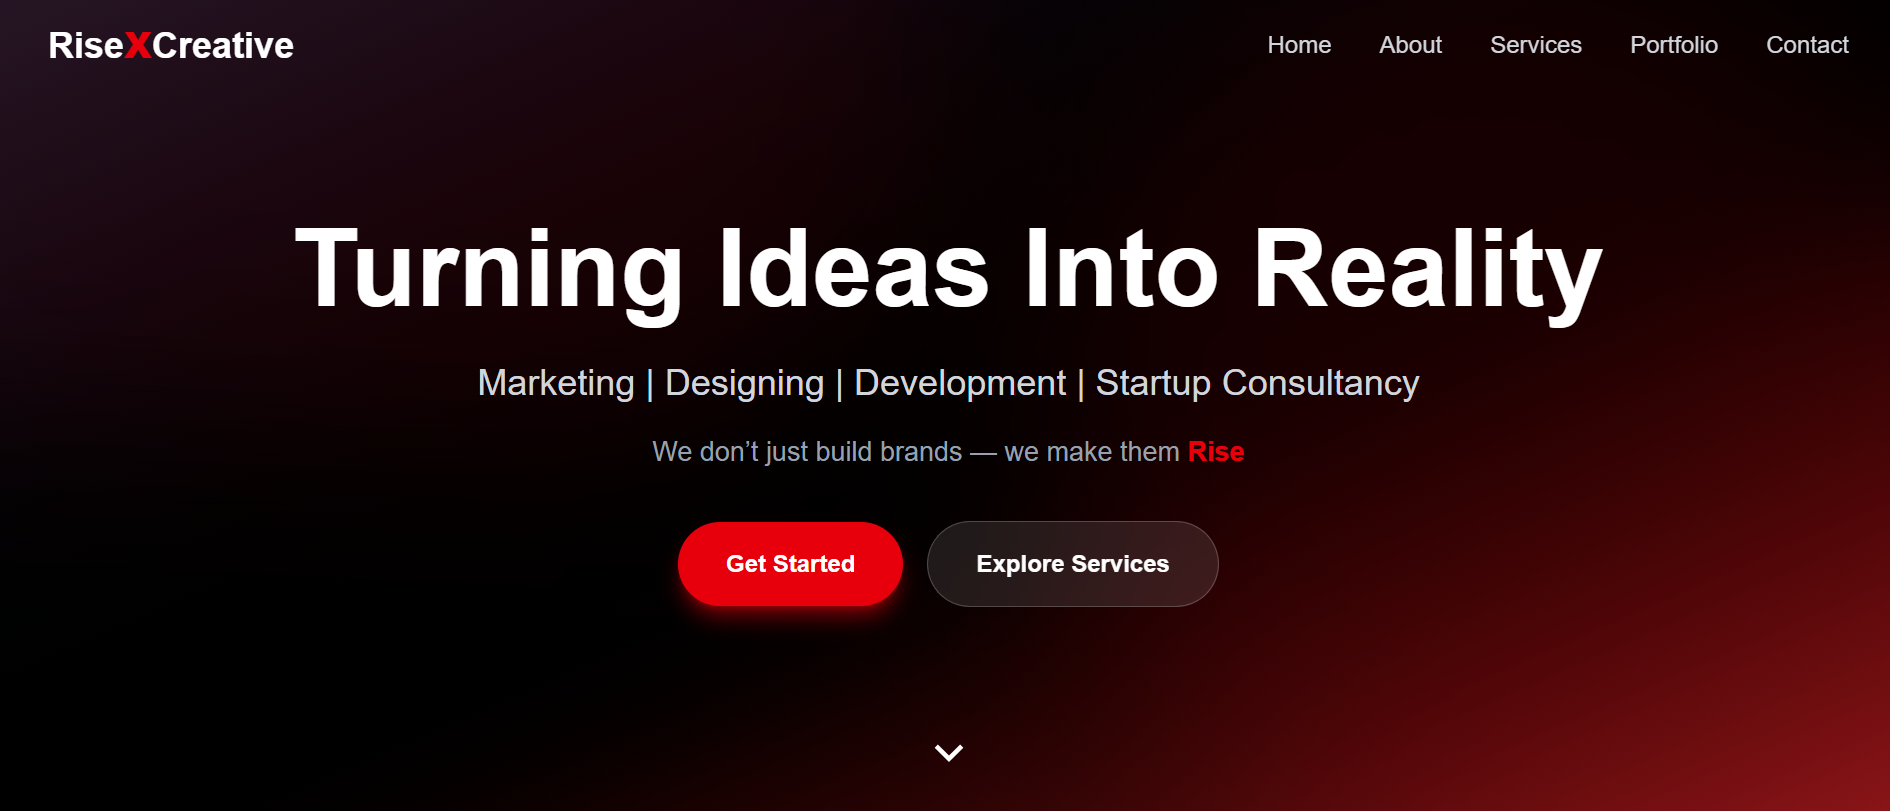 RiseXCreative
Home About Services Portfolio Contact
Turning Ideas Into Reality
Marketing | Designing | Development | Startup Consultancy
We don’t just build brands — we make them Rise
Get Started Explore Services